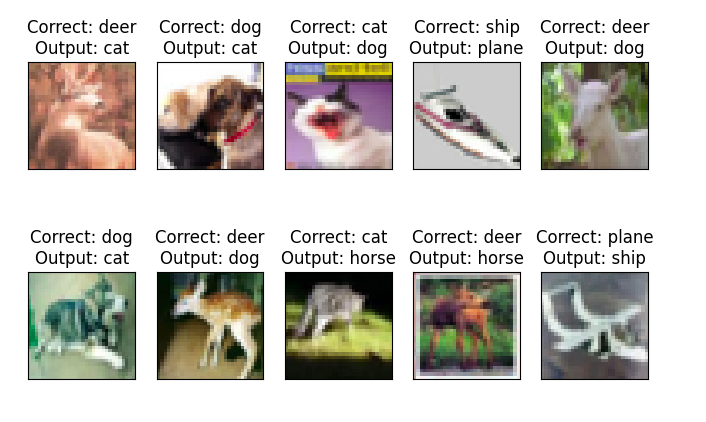 Correct: deer
Output: cat
Correct: dog
Output: cat
Correct: cat
Output: dog
Correct: ship
Output: plane
Correct: deer
Output: dog
Correct: dog
Output: cat
Correct: deer
Output: dog
Correct: cat
Output: horse
Correct: deer
Output: horse
Correct: plane
Output: ship